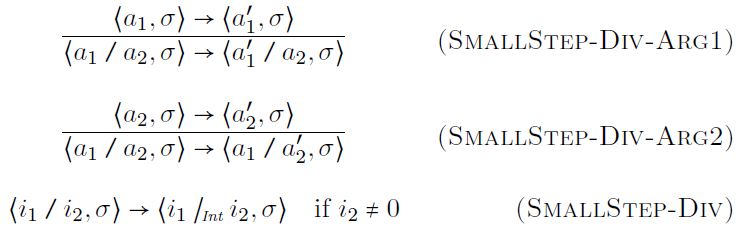 ⟨a₁, σ⟩ → ⟨a′₁, σ⟩
⟨a₁ / a₂, σ⟩ → ⟨a′₁ / a₂, σ⟩ (SmallStep-Div-Arg1)
⟨a₂, σ⟩ → ⟨a′₂, σ⟩
⟨a₁ / a₂, σ⟩ → ⟨a₁ / a′₂, σ⟩ (SmallStep-Div-Arg2)
⟨i₁ / i₂, σ⟩ → ⟨i₁ /Int i₂, σ⟩ if i₂ ≠ 0 (SmallStep-Div)